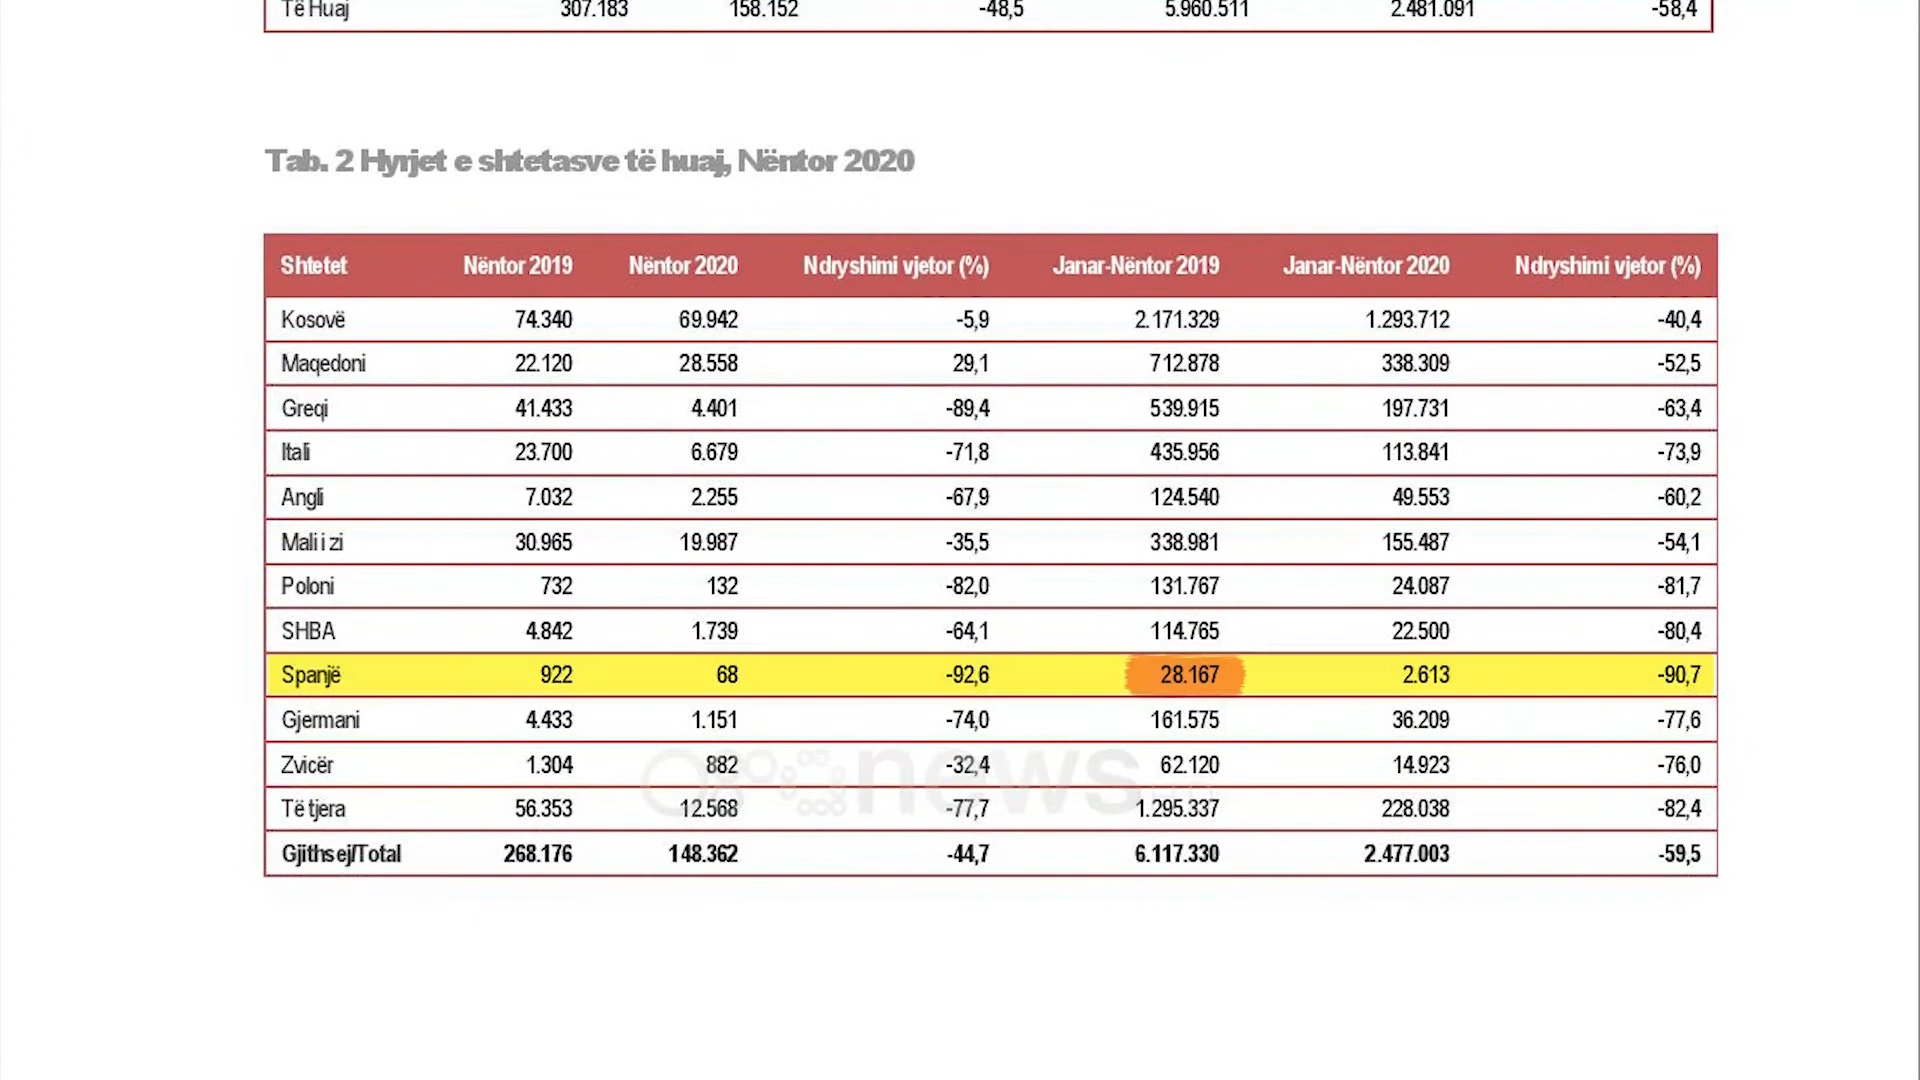 Të Huaj 307.183 158.152 -48,5 5.960.511 2.481.091 -58,4
Tab. 2 Hyrjet e shtetasve të huaj, Nëntor 2020
Shtetet Nëntor 2019 Nëntor 2020 Ndryshimi vjetor (%) Janar-Nëntor 2019 Janar-Nëntor 2020 Ndryshimi vjetor (%)
Kosovë 74.340 69.942 -5,9 2.171.329 1.293.712 -40,4
Maqedoni 22.120 28.558 29,1 712.878 338.309 -52,5
Greqi 41.433 4.401 -89,4 539.915 197.731 -63,4
Itali 23.700 6.679 -71,8 435.956 113.841 -73,9
Angli 7.032 2.255 -67,9 124.540 49.553 -60,2
Mali i zi 30.965 19.987 -35,5 338.981 155.487 -54,1
Poloni 732 132 -82,0 131.767 24.087 -81,7
SHBA 4.842 1.739 -64,1 114.765 22.500 -80,4
Spanjë 922 68 -92,6 28.167 2.613 -90,7
Gjermani 4.433 1.151 -74,0 161.575 36.209 -77,6
Zvicër 1.304 882 -32,4 62.120 14.923 -76,0
news
Të tjera 56.353 12.568 -77,7 1.295.337 228.038 -82,4
Gjithsej/Total 268.176 148.362 -44,7 6.117.330 2.477.003 -59,5